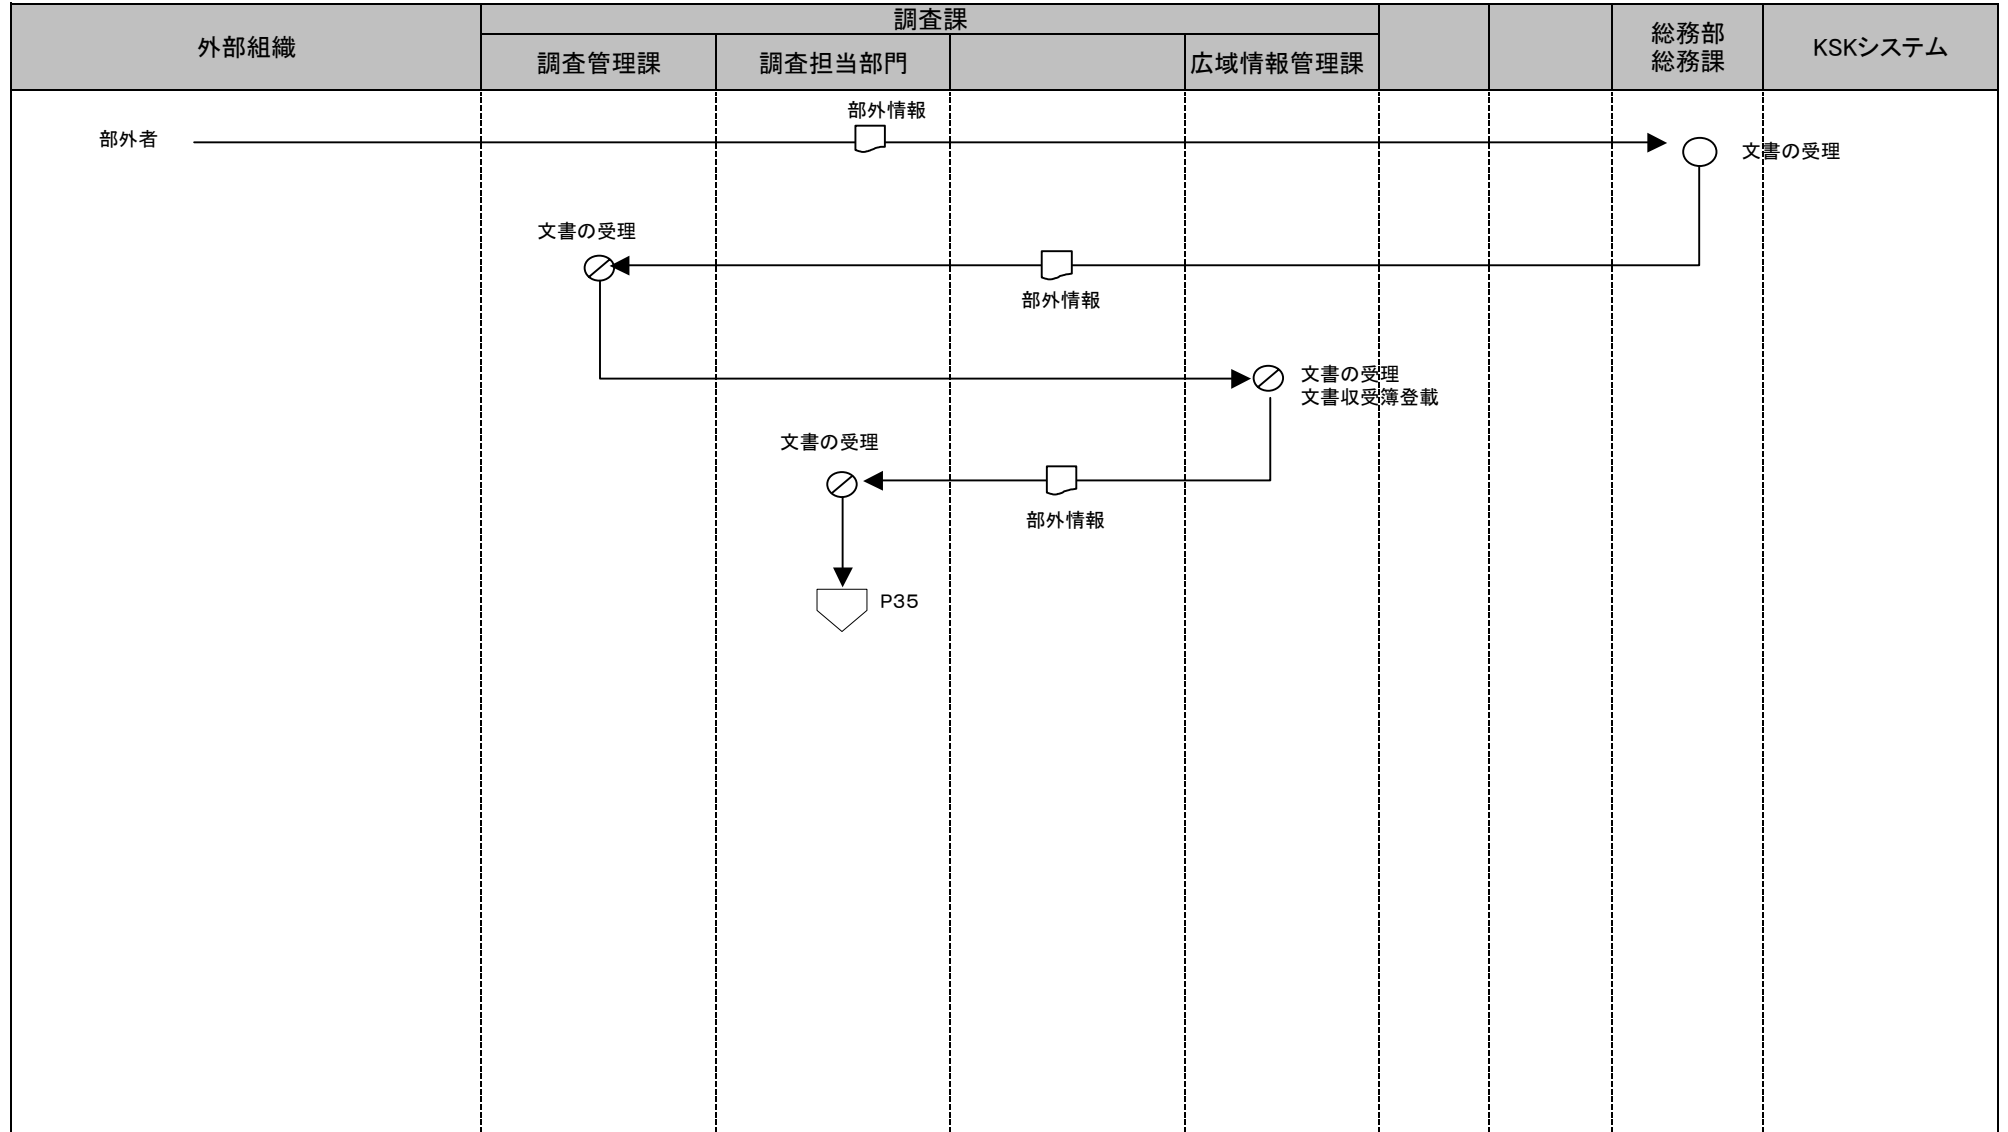 外部組織
調査課
調査管理課
調査担当部門
広域情報管理課
総務部
総務課
KSKシステム
部外情報
部外者
文書の受理
文書の受理
部外情報
文書の受理
文書収受簿登載
文書の受理
部外情報
P35